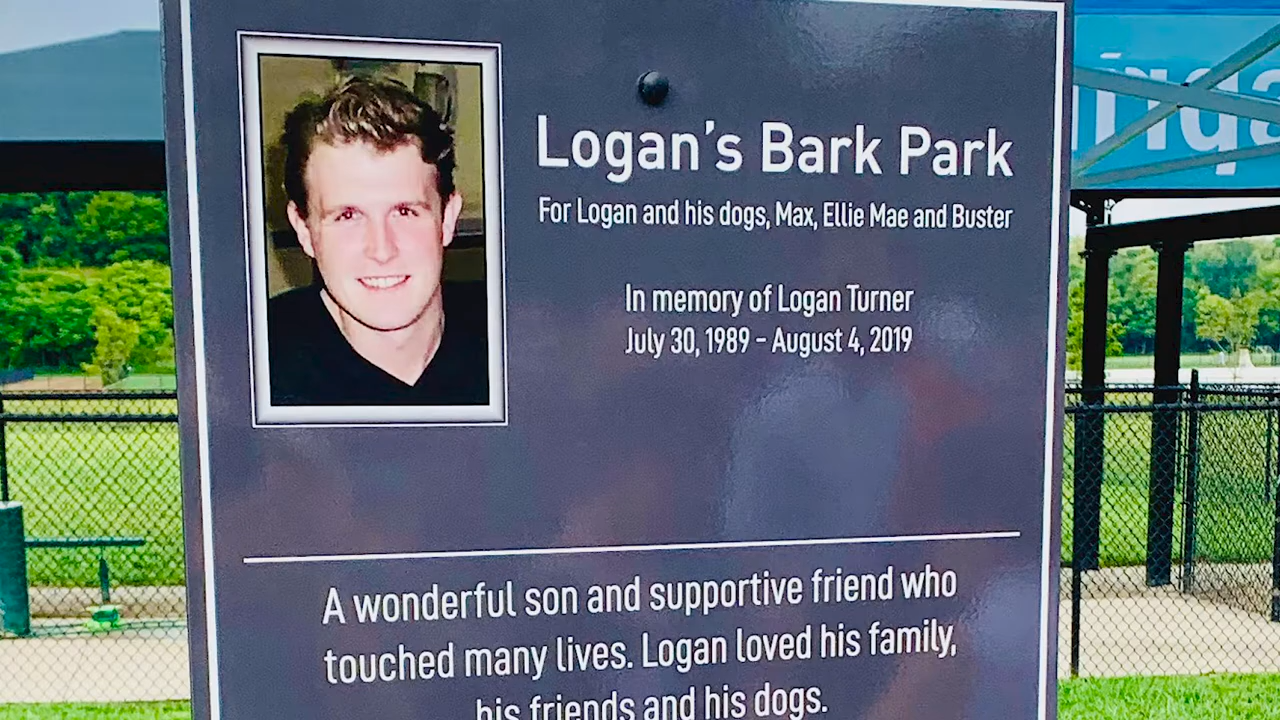 Logan's Bark Park
For Logan and his dogs, Max, Ellie Mae and Buster
In memory of Logan Turner
July 30, 1989 - August 4, 2019
A wonderful son and supportive friend who
touched many lives. Logan loved his family,
his friends and his dogs.